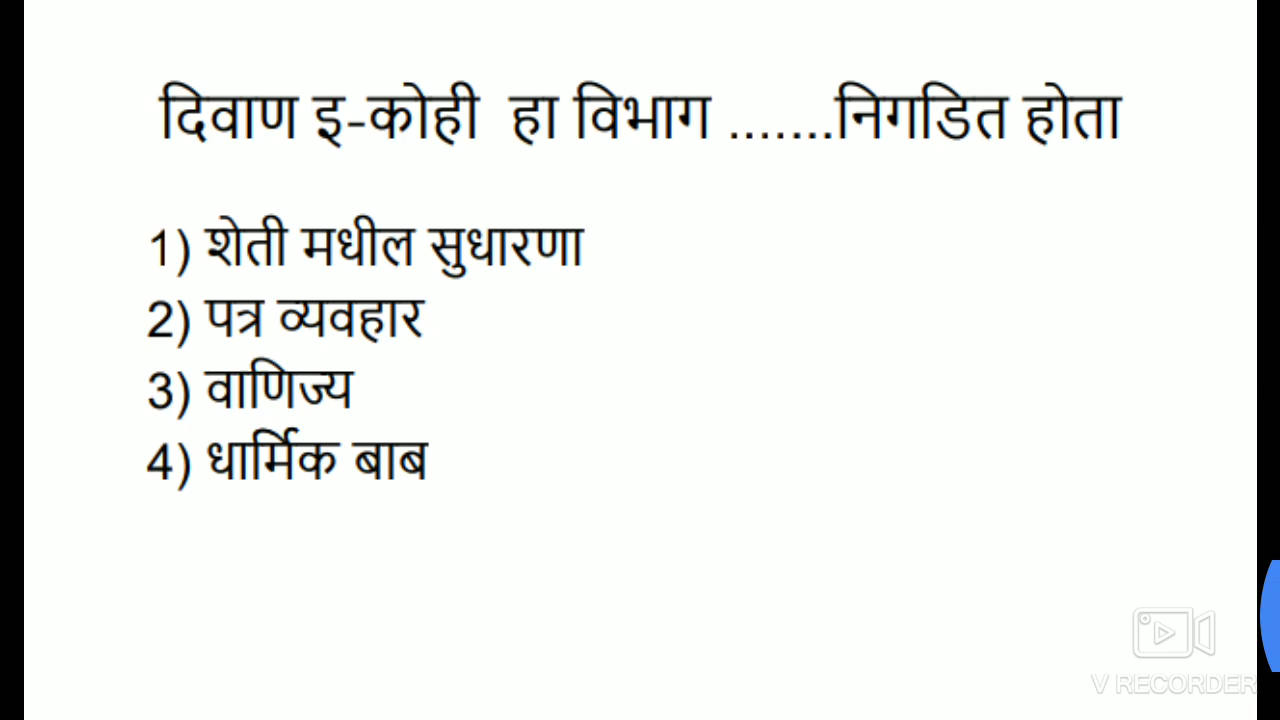 दिवाण इ-कोही हा विभाग .......निगडित होता
1) शेती मधील सुधारणा
2) पत्र व्यवहार
3) वाणिज्य
4) धार्मिक बाब
V RECORDER